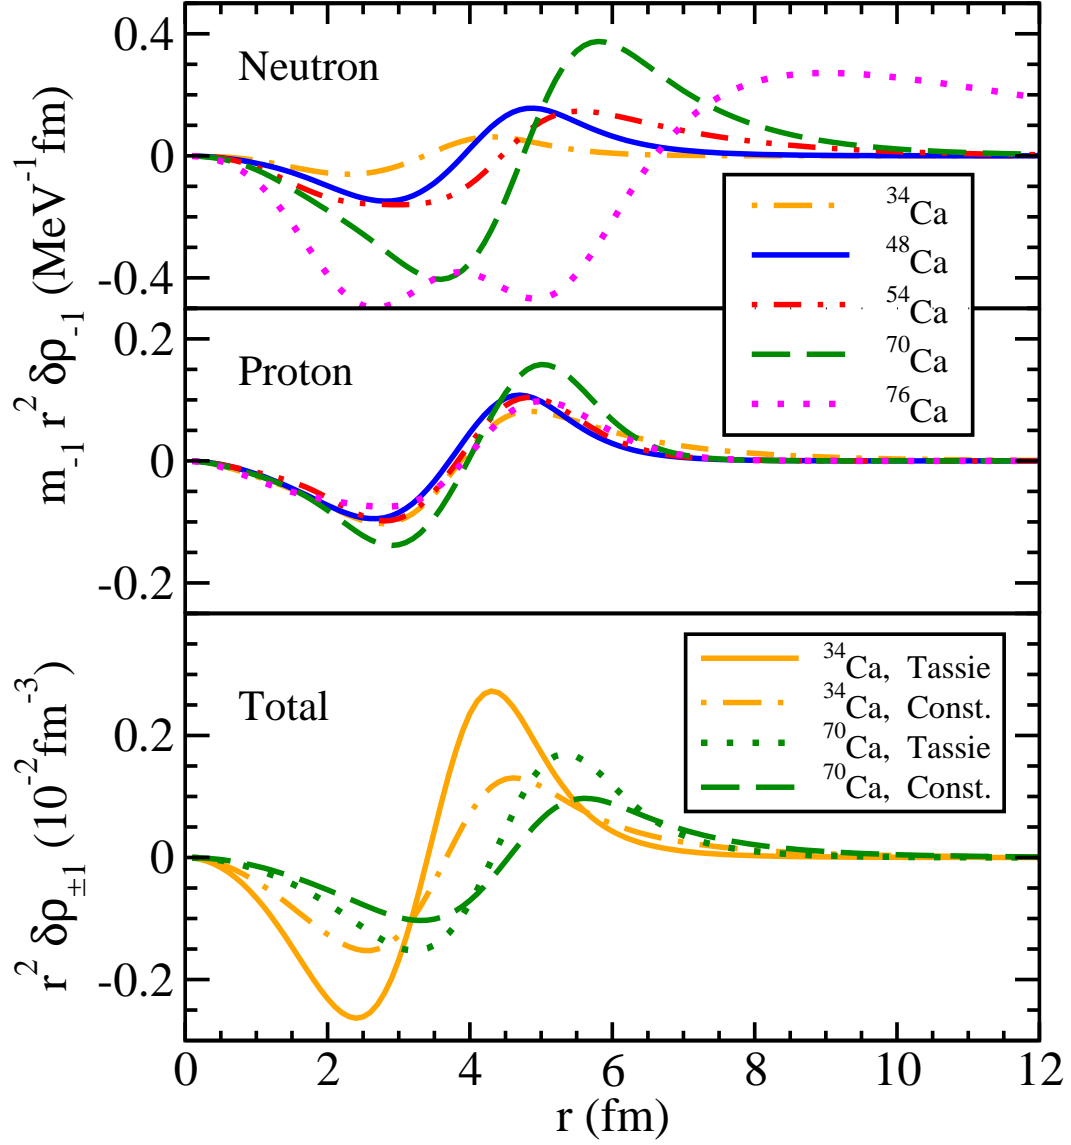 0.4
Neutron
0
-0.4
m₋₁ r² δρ₋₁ (MeV⁻¹fm)
³⁴Ca
⁴⁸Ca
⁵⁴Ca
⁷⁰Ca
⁷⁶Ca
0.2
Proton
0
-0.2
³⁴Ca, Tassie
³⁴Ca, Const.
⁷⁰Ca, Tassie
⁷⁰Ca, Const.
Total
0.2
0
-0.2
r² δρ±₁ (10⁻²fm⁻³)
0 2 4 6 8 10 12
r (fm)